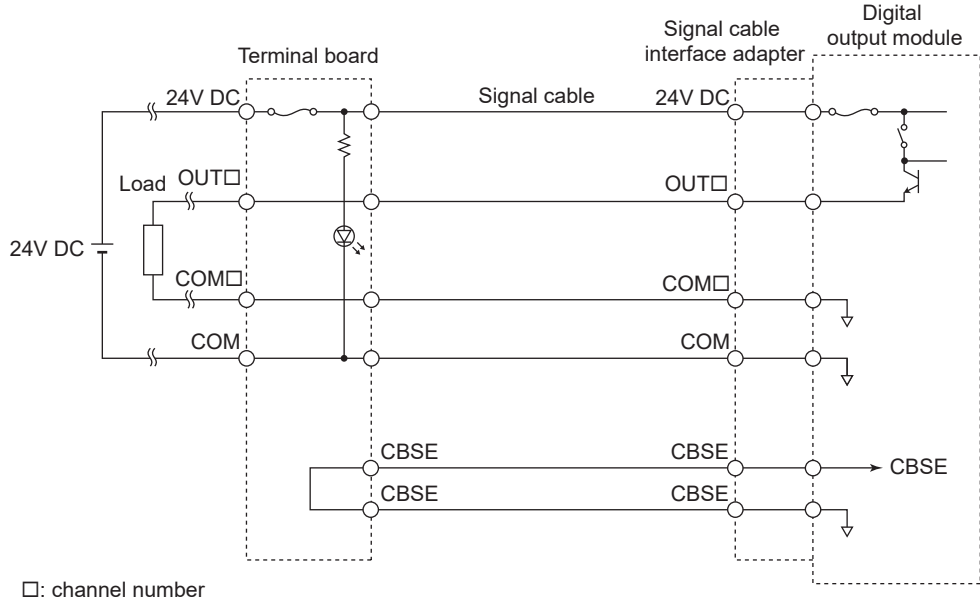 Digital
output module
Signal cable
interface adapter
Terminal board
24V DC
Signal cable
24V DC
Load
OUT□
OUT□
24V DC
COM□
COM□
COM
COM
CBSE
CBSE
CBSE
CBSE
CBSE
□: channel number